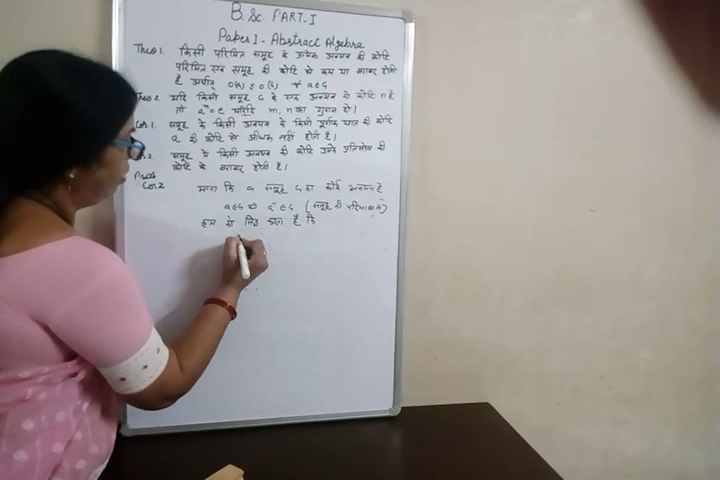 B.Sc. PART-I
Paper I - Abstract Algebra
Theo 1. किसी परिमित समूह के प्रत्येक अवयव की कोटि
परिमित एवं समूह की कोटि से कम या बराबर होती
है अर्थात् O(a) ≤ O(G) ∀ a∈G
Theo 2. यदि किसी समूह G के एक अवयव की कोटि n है
तो aᵐ = e यदि m, n का गुणज हो।
Cor. 1. समूह के किसी अवयव के किसी पूर्णांक घात की कोटि
a की कोटि से अधिक नहीं होती है।
2. समूह में किसी अवयव की कोटि उसके प्रतिलोम की
कोटि के बराबर होती है।
Proof
Cor 2 माना कि a समूह G का कोई अवयव है
a∈G ⇒ a⁻¹∈G (समूह की परिभाषा से)
हम को सिद्ध करना है कि